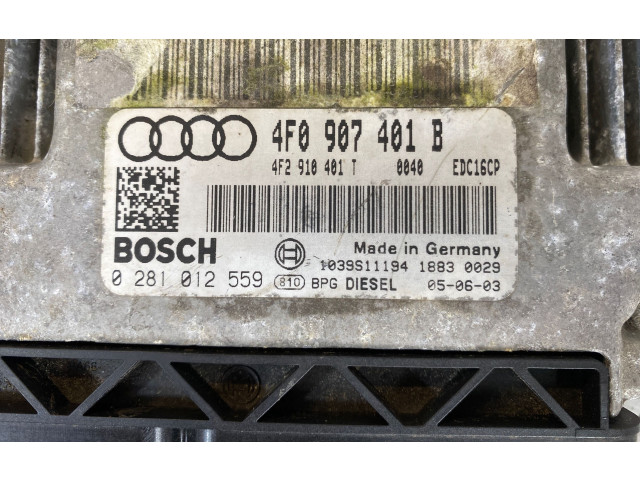 4F0 907 401 B
4F2 910 401 T 0040 EDC16CP
BOSCH Made in Germany
1039S11194 1883 0029
0 281 012 559 810 BPG DIESEL 05-06-03